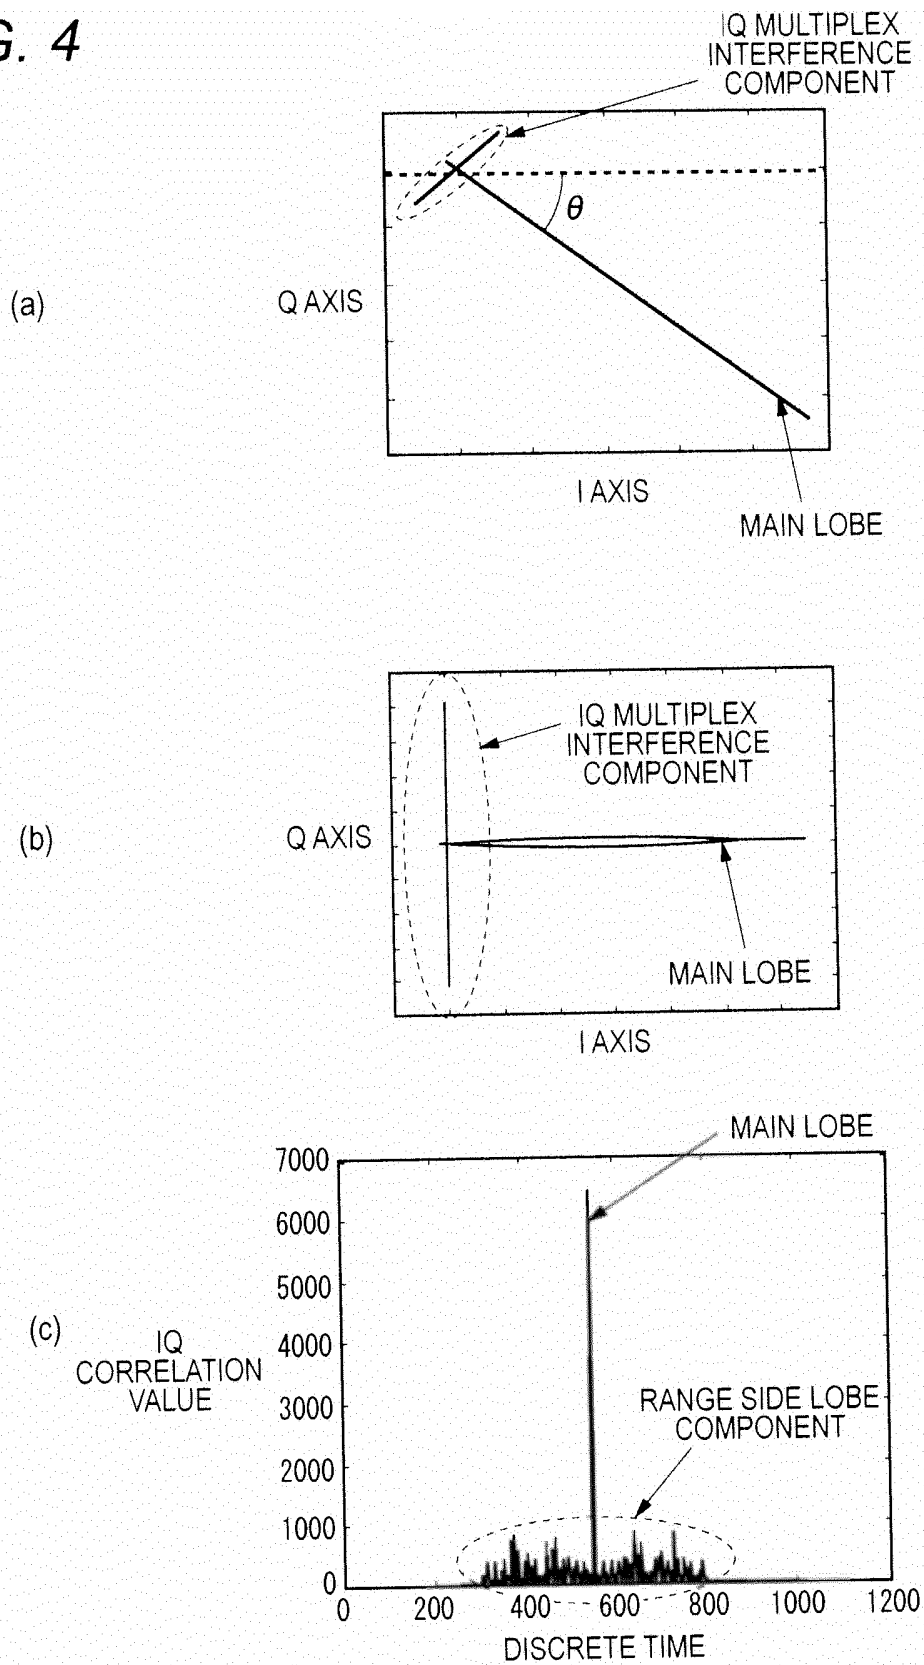 G. 4
IQ MULTIPLEX
INTERFERENCE
COMPONENT
θ
(a)
Q AXIS
I AXIS
MAIN LOBE
IQ MULTIPLEX
INTERFERENCE
COMPONENT
(b)
Q AXIS
MAIN LOBE
I AXIS
MAIN LOBE
7000
6000
5000
(c)
IQ
CORRELATION
VALUE
4000
3000
RANGE SIDE LOBE
COMPONENT
2000
1000
0
0 200 400 600 800 1000 1200
DISCRETE TIME